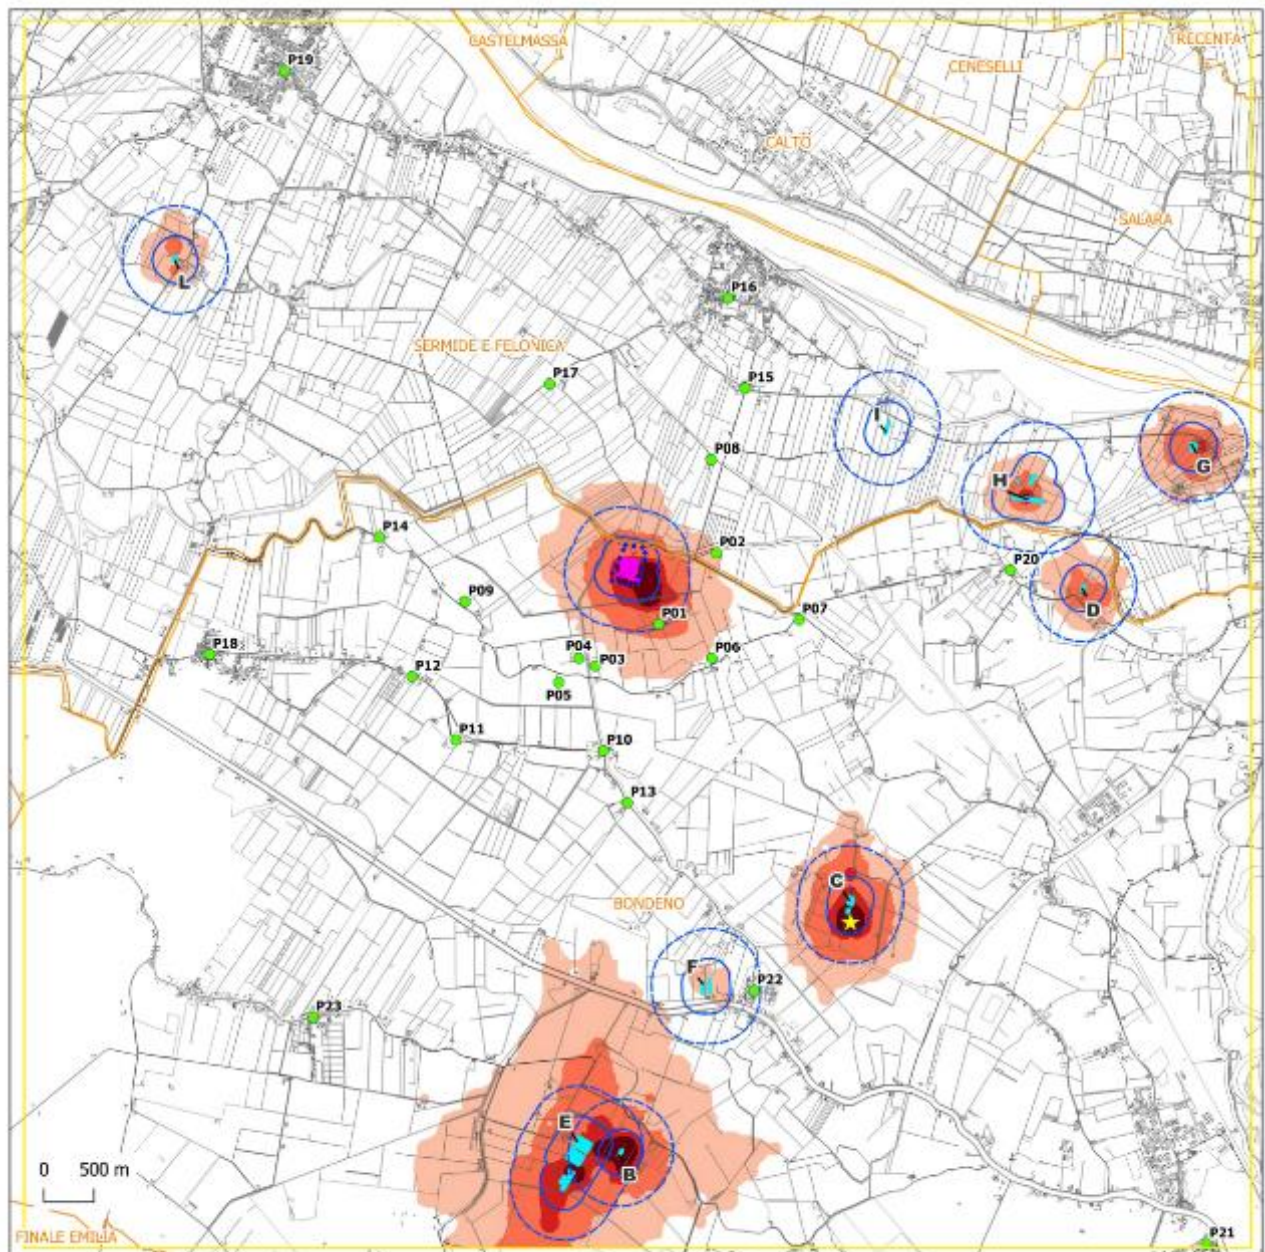 CASTELMASSA
TRECENTA
P19
CENESELLI
CALTO
SALARA
L
P16
SERMIDE E FELONICA
P17
P15
I
P08
G
H
P14
P02
P20
D
P09
P01
P07
P18
P04
P03
P06
P12
P05
P11
P10
P13
C
BONDENO
F
P22
P23
E
B
0 500 m
P21
FINALE EMILIA